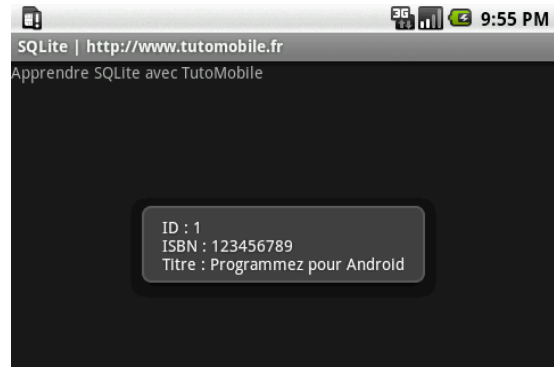 3G 9:55 PM
SQLite | http://www.tutomobile.fr
Apprendre SQLite avec TutoMobile
ID : 1
ISBN : 123456789
Titre : Programmez pour Android